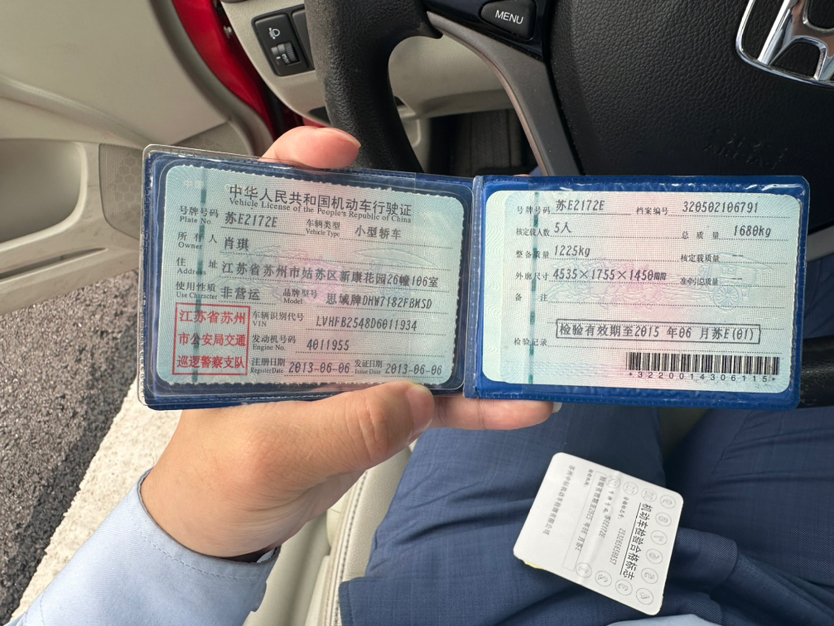 MENU
中华人民共和国机动车行驶证
Vehicle License of the People's Republic of China
号牌号码 苏E2172E 车辆类型 小型轿车
Plate No. Vehicle Type
所有人 肖琪
Owner
住址 江苏省苏州市姑苏区新康花园26幢106室
Address
使用性质 非营运 品牌型号 思域牌DHW7182FBMSD
Use Character Model
江苏省苏州
市公安局交通
巡逻警察支队
车辆识别代号 LVHFB2548D6011934
VIN
发动机号码 4011955
Engine No.
注册日期 2013-06-06 发证日期 2013-06-06
Register Date Issue Date
号牌号码 苏E2172E 档案编号 320502106791
核定载人数 5人 总质量 1680kg
整备质量 1225kg 核定载质量 --
外廓尺寸 4535×1755×1450 准牵引总质量 --
备注
检验记录 检验有效期至2015年06月苏E(01)
*3220014306115*
机动车检验合格标志